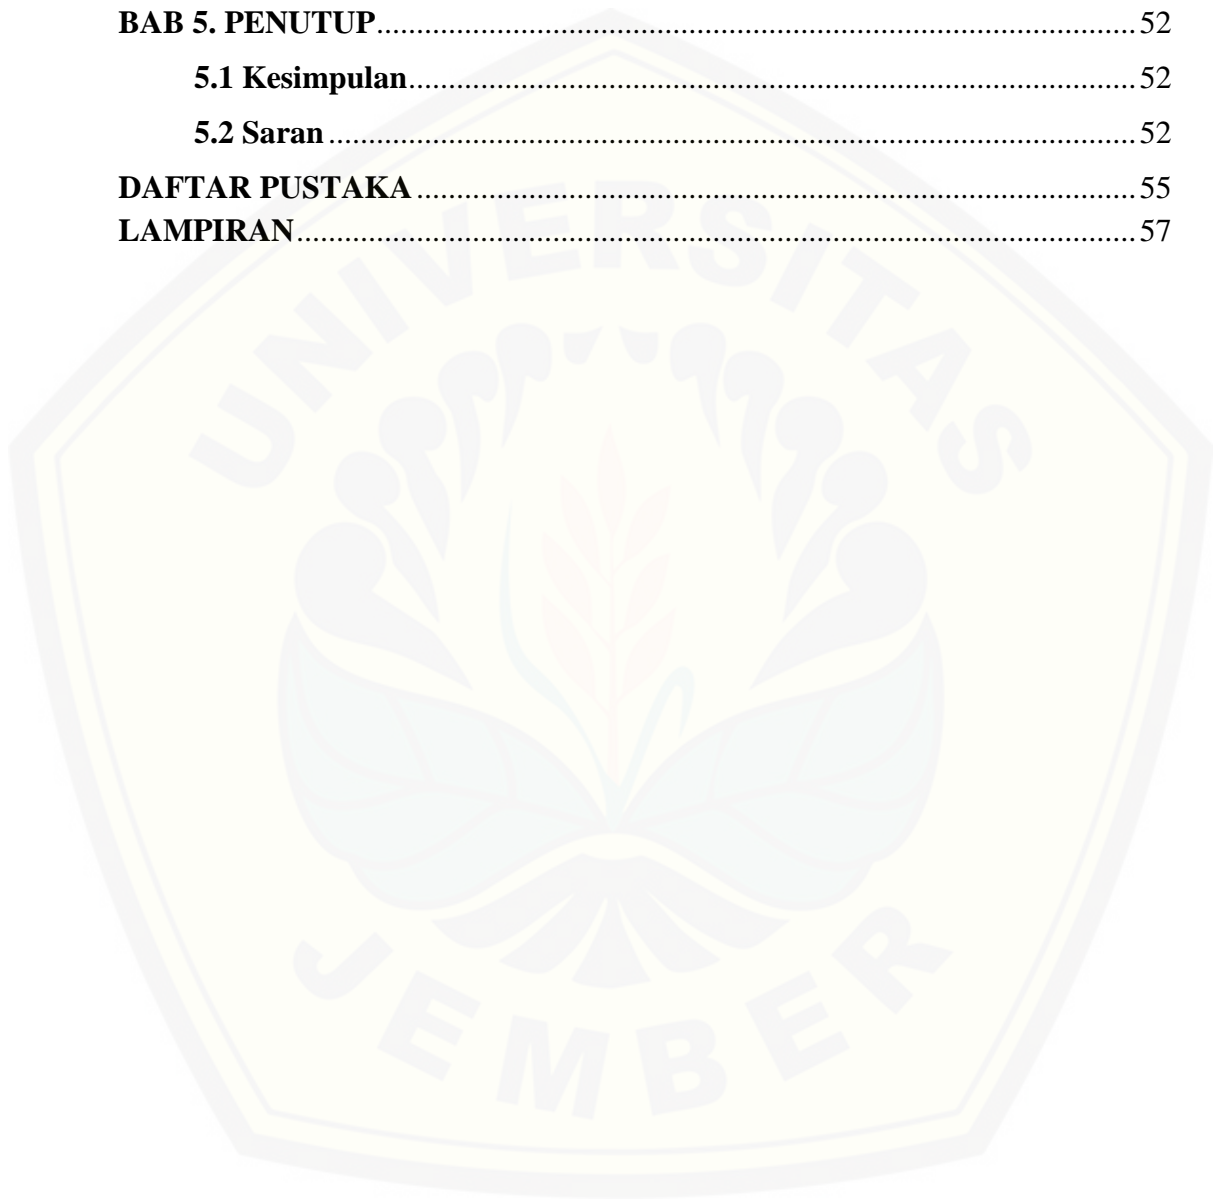 BAB 5. PENUTUP.......................................................................................... 52
5.1 Kesimpulan...................................................................................... 52
5.2 Saran ................................................................................................ 52
DAFTAR PUSTAKA ..................................................................................... 55
LAMPIRAN.................................................................................................... 57
UNIVERSITAS
JEMBER